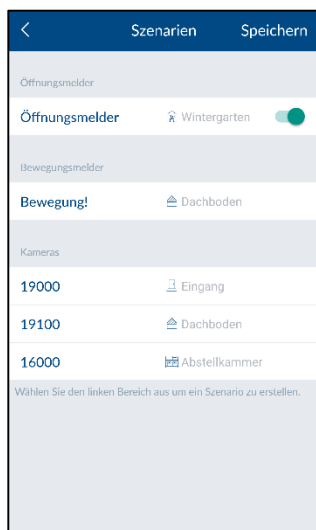 Szenarien Speichern
Öffnungsmelder
Öffnungsmelder Wintergarten
Bewegungsmelder
Bewegung! Dachboden
Kameras
19000 Eingang
19100 Dachboden
16000 Abstellkammer
Wählen Sie den linken Bereich aus um ein Szenario zu erstellen.